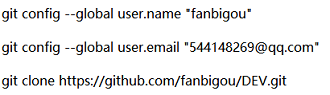 git config --global user.name "fanbigou"
git config --global user.email "544148269@qq.com"
git clone https://github.com/fanbigou/DEV.git